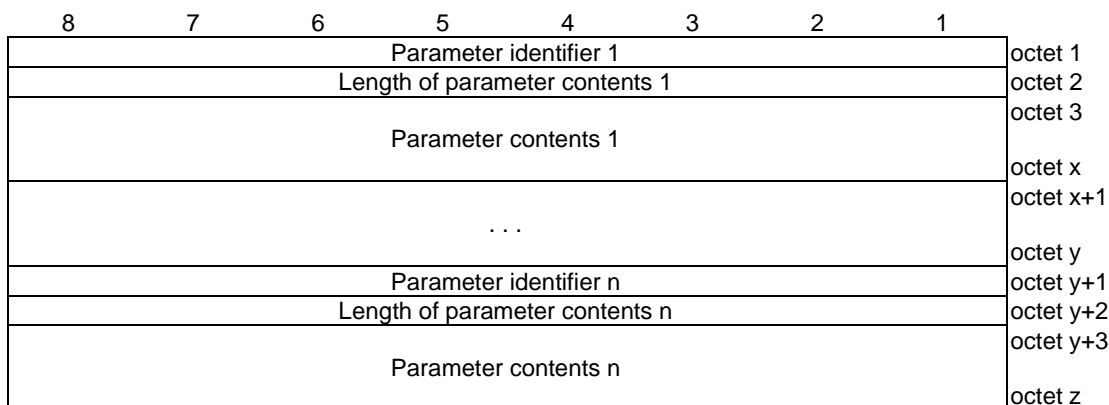 8 7 6 5 4 3 2 1
Parameter identifier 1 octet 1
Length of parameter contents 1 octet 2
octet 3
Parameter contents 1
octet x
octet x+1
. . .
octet y
Parameter identifier n octet y+1
Length of parameter contents n octet y+2
octet y+3
Parameter contents n
octet z